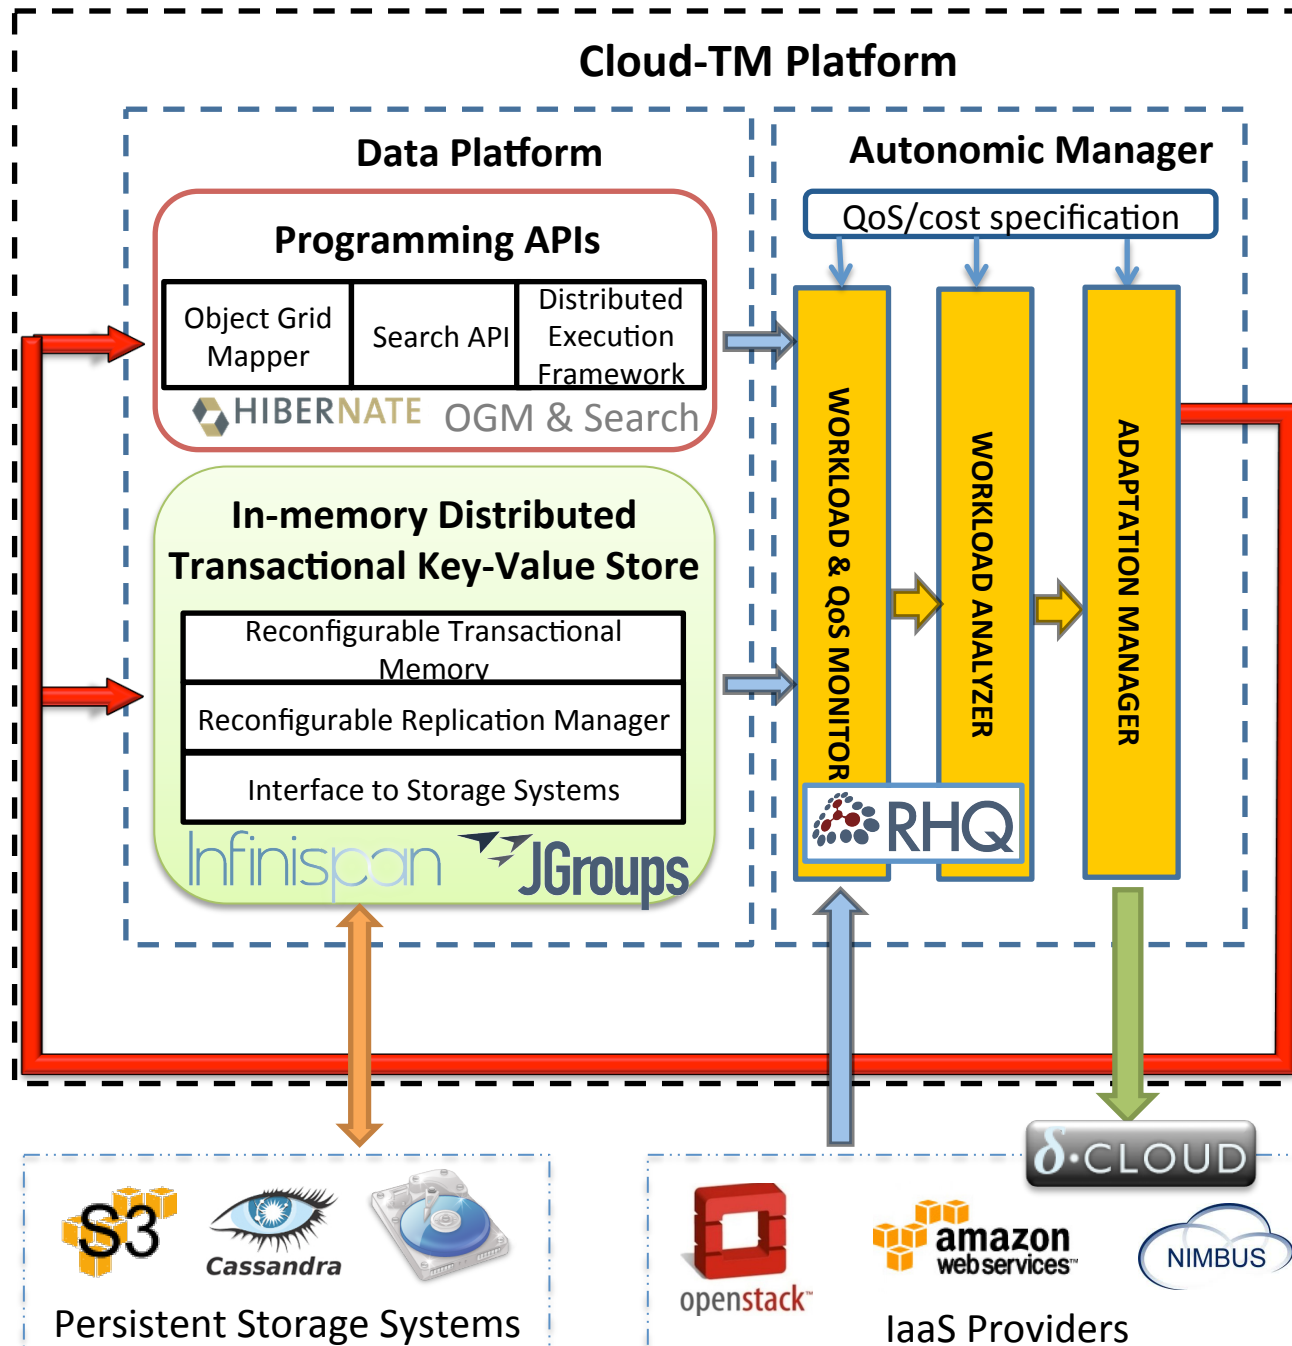 Cloud-TM Platform
Data Platform
Programming APIs
Object Grid
Mapper
Search API
Distributed
Execution
Framework
HIBERNATE
OGM & Search
In-memory Distributed
Transactional Key-Value Store
Reconfigurable Transactional
Memory
Reconfigurable Replication Manager
Interface to Storage Systems
Infinispan
JGroups
Autonomic Manager
QoS/cost specification
WORKLOAD & QoS MONITOR
WORKLOAD ANALYZER
ADAPTATION MANAGER
RHQ
S3
Cassandra
Persistent Storage Systems
δ·CLOUD
openstack™
amazon
webservices™
NIMBUS
IaaS Providers